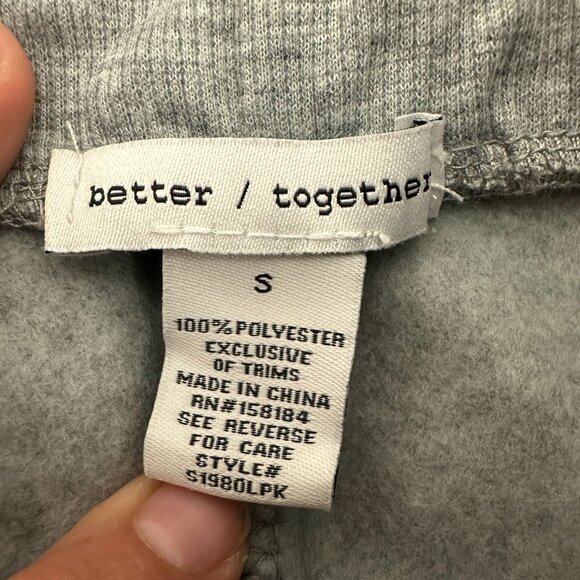 better / together
S
100% POLYESTER
EXCLUSIVE
OF TRIMS
MADE IN CHINA
RN#158184
SEE REVERSE
FOR CARE
STYLE#
S1980LPK